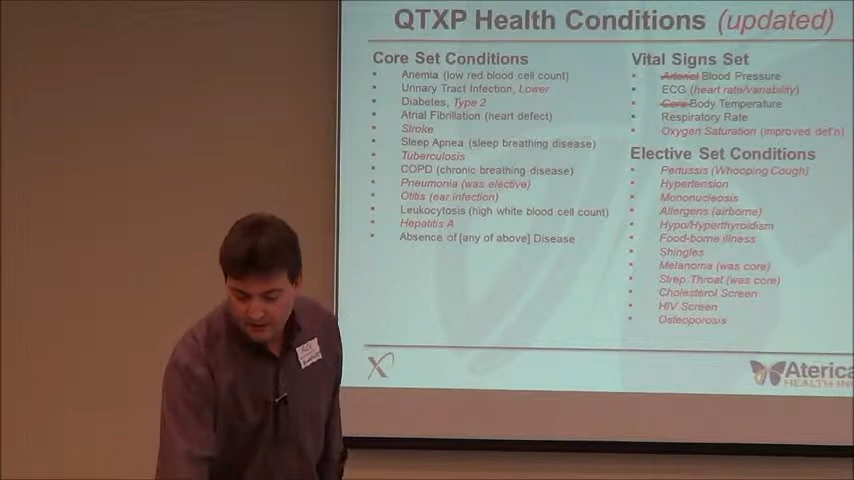 QTXP Health Conditions (updated)
Core Set Conditions
Anemia (low red blood cell count)
Urinary Tract Infection, Lower
Diabetes, Type 2
Atrial Fibrillation (heart defect)
Stroke
Sleep Apnea (sleep breathing disease)
Tuberculosis
COPD (chronic breathing disease)
Pneumonia (was elective)
Otitis (ear infection)
Leukocytosis (high white blood cell count)
Hepatitis A
Absence of [any of above] Disease
Vital Signs Set
Arterial Blood Pressure
ECG (heart rate/variability)
Core Body Temperature
Respiratory Rate
Oxygen Saturation (improved def'n)
Elective Set Conditions
Pertussis (Whooping Cough)
Hypertension
Mononucleosis
Allergens (airborne)
Hypo/Hyperthyroidism
Food-borne illness
Shingles
Melanoma (was core)
Strep Throat (was core)
Cholesterol Screen
HIV Screen
Osteoporosis
X
Aterica
HEALTH INC